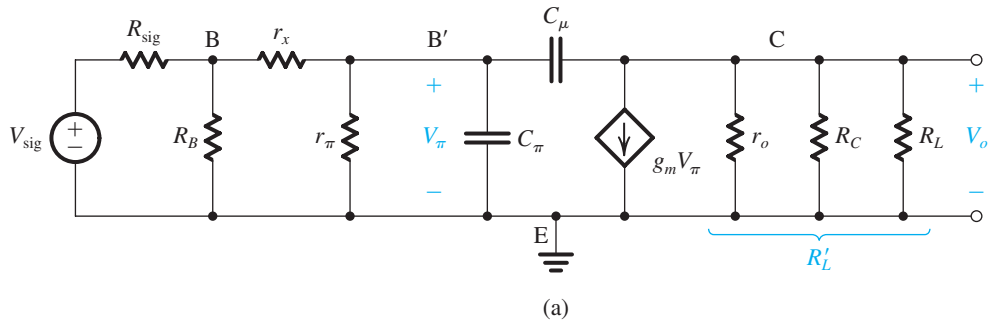 R_sig
B
r_x
B′
C_μ
C
V_sig
+
−
R_B
r_π
+
V_π
−
C_π
g_m V_π
r_o
R_C
R_L
+
V_o
−
E
R′_L
(a)